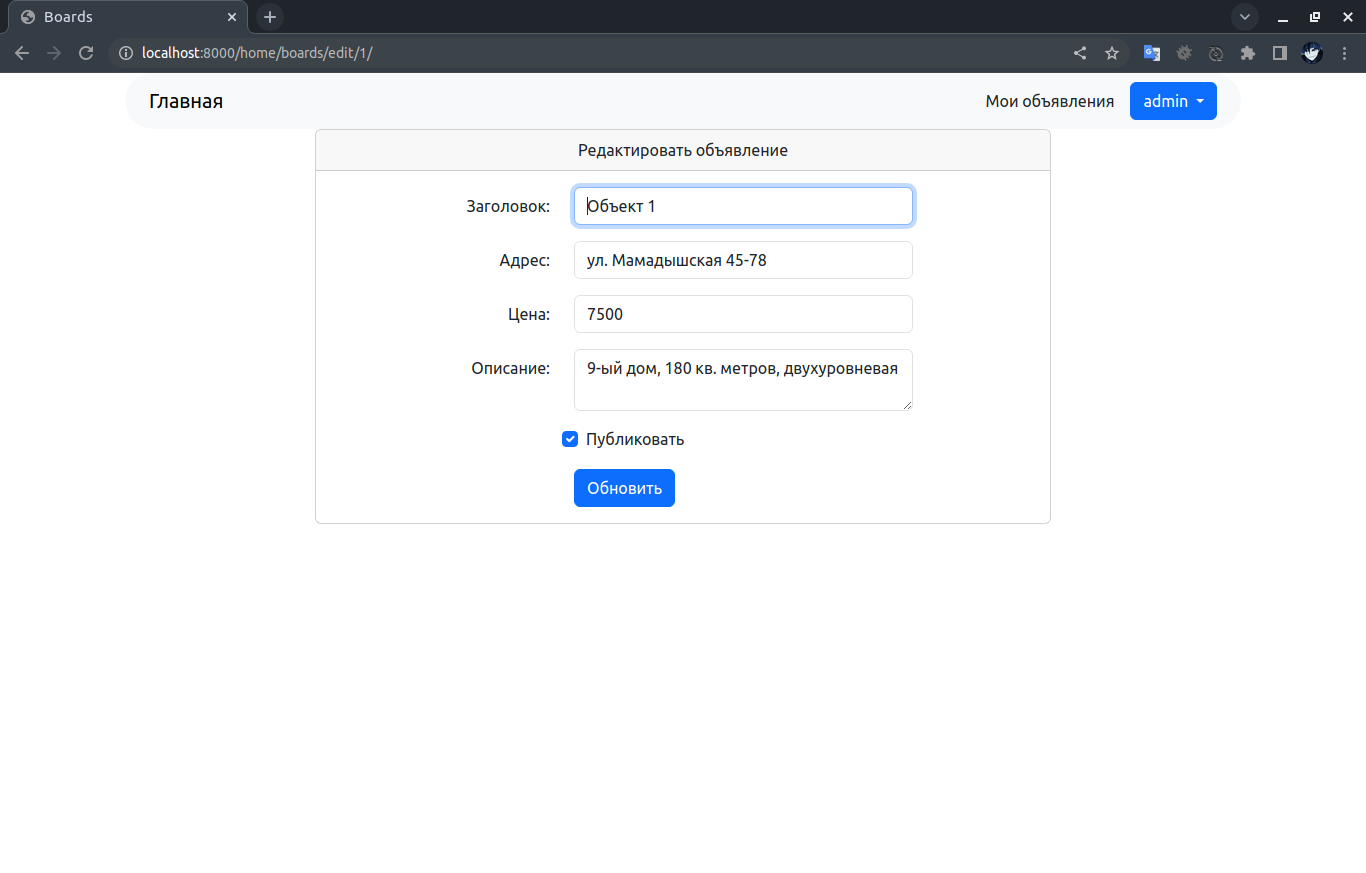 Boards
localhost:8000/home/boards/edit/1/
Главная
Мои объявления
admin
Редактировать объявление
Заголовок: Объект 1
Адрес: ул. Мамадышская 45-78
Цена: 7500
Описание: 9-ый дом, 180 кв. метров, двухуровневая
Публиковать
Обновить